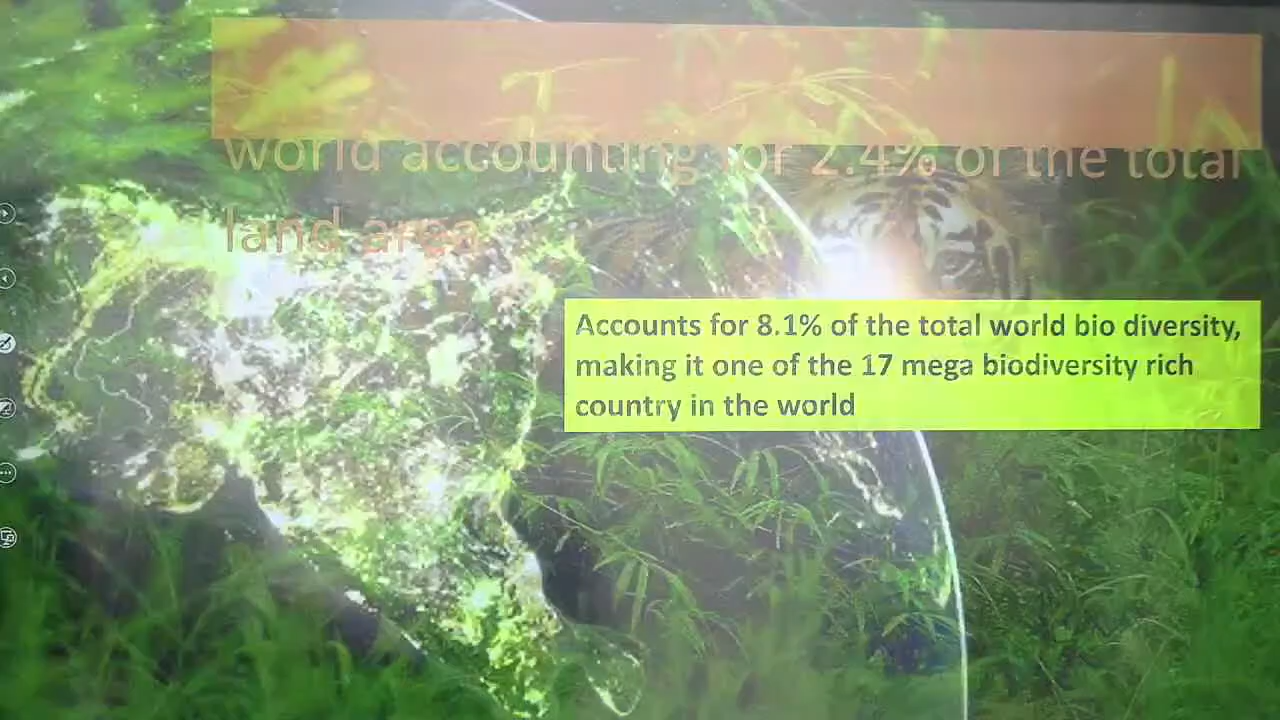 world accounting for 2.4% of the total
land area
Accounts for 8.1% of the total world bio diversity,
making it one of the 17 mega biodiversity rich
country in the world